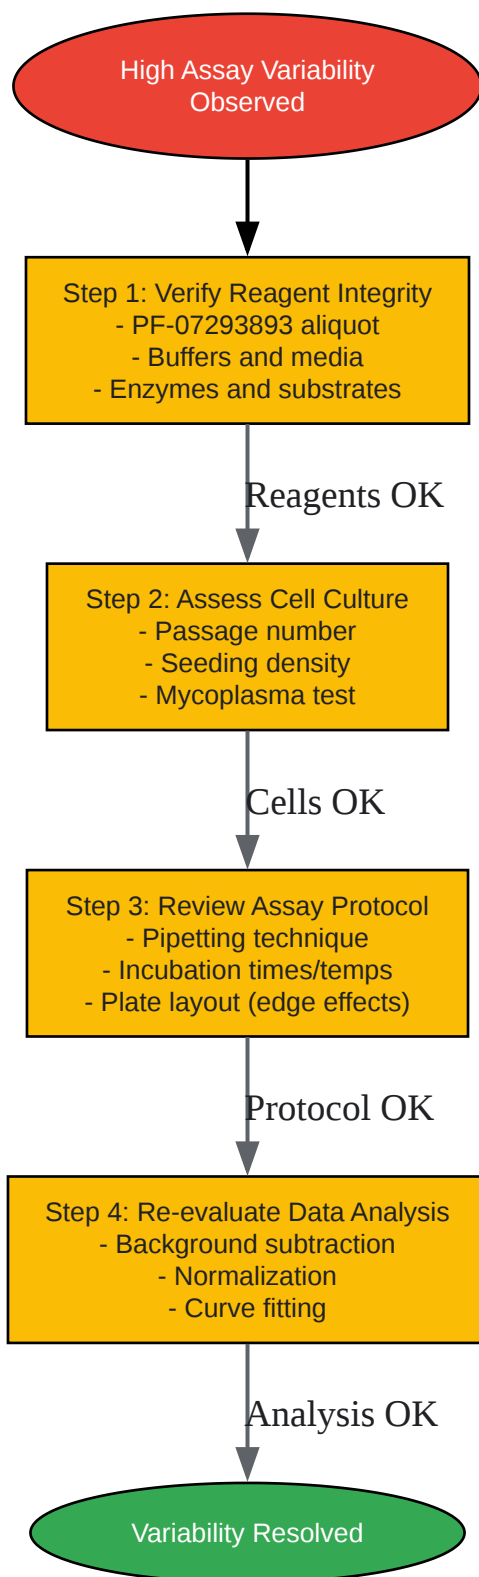 High Assay Variability
Observed
Step 1: Verify Reagent Integrity
- PF-07293893 aliquot
- Buffers and media
- Enzymes and substrates
Reagents OK
Step 2: Assess Cell Culture
- Passage number
- Seeding density
- Mycoplasma test
Cells OK
Step 3: Review Assay Protocol
- Pipetting technique
- Incubation times/temps
- Plate layout (edge effects)
Protocol OK
Step 4: Re-evaluate Data Analysis
- Background subtraction
- Normalization
- Curve fitting
Analysis OK
Variability Resolved